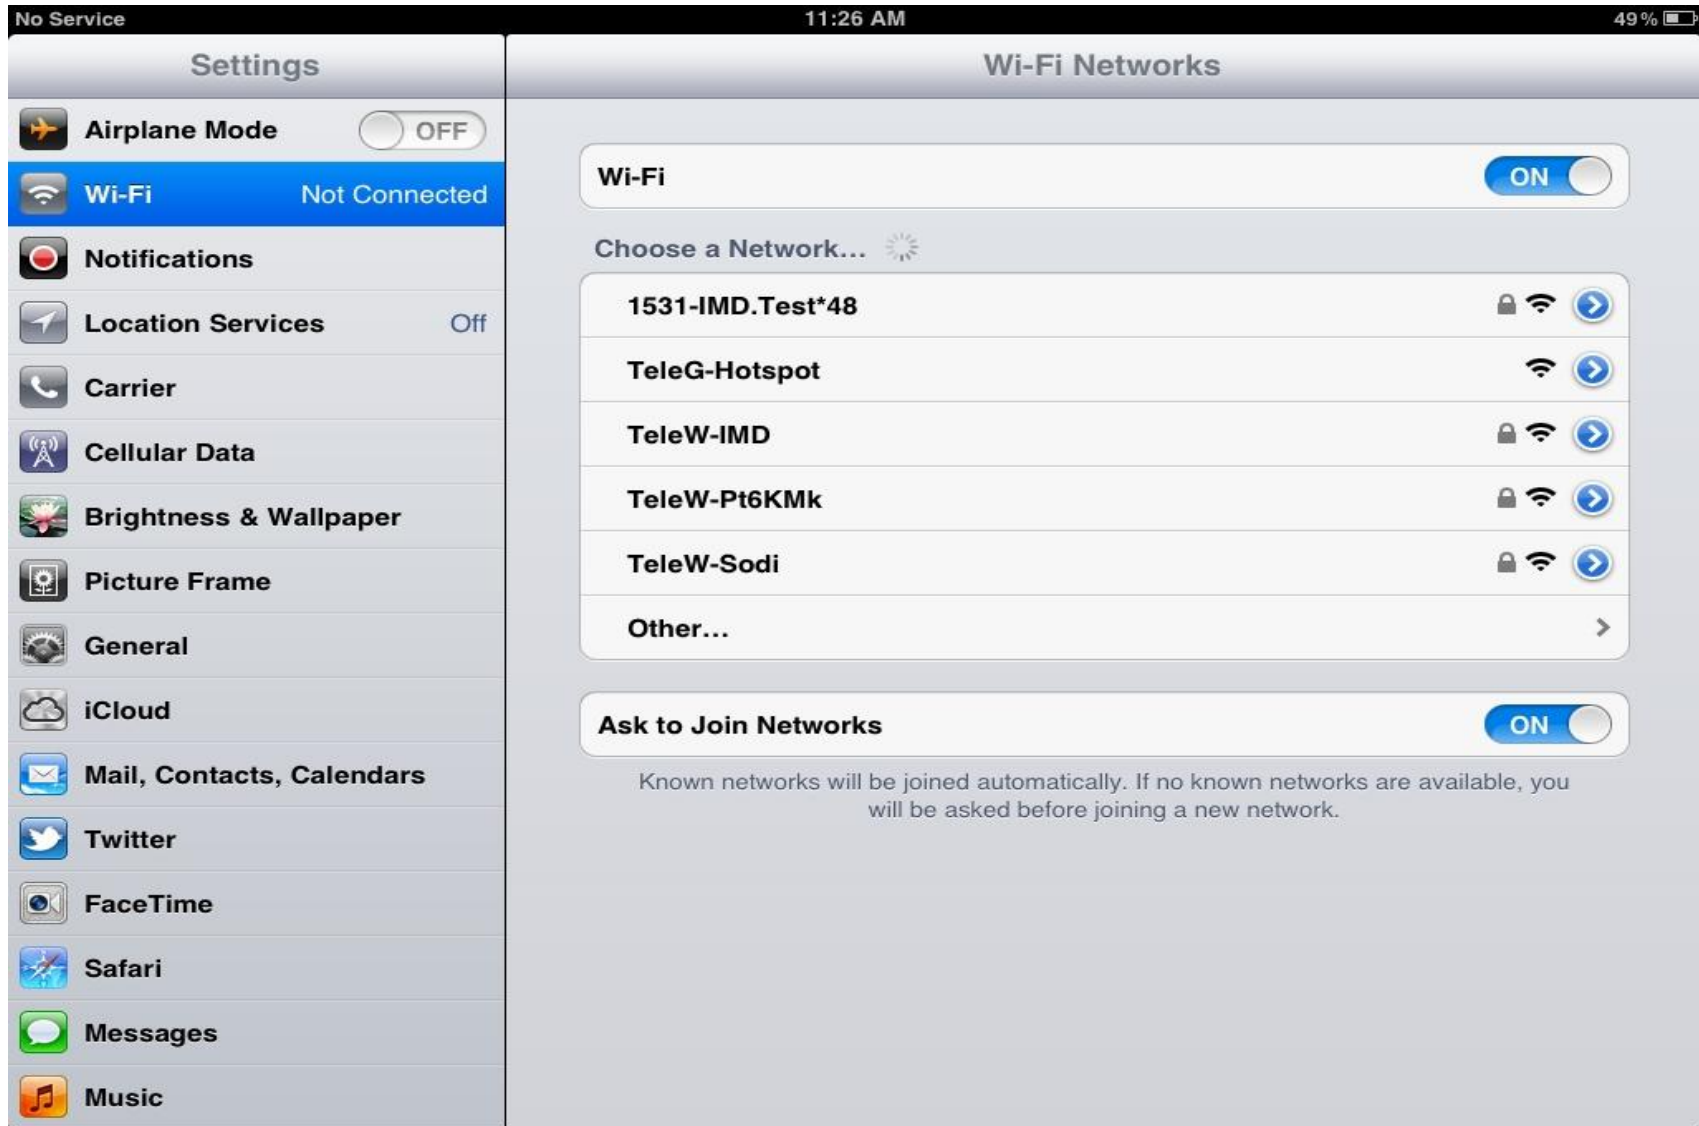 No Service 11:26 AM 49%
Settings
Airplane Mode OFF
Wi-Fi Not Connected
Notifications
Location Services Off
Carrier
Cellular Data
Brightness & Wallpaper
Picture Frame
General
iCloud
Mail, Contacts, Calendars
Twitter
FaceTime
Safari
Messages
Music
Wi-Fi Networks
Wi-Fi ON
Choose a Network...
1531-IMD.Test*48
TeleG-Hotspot
TeleW-IMD
TeleW-Pt6KMk
TeleW-Sodi
Other...
Ask to Join Networks ON
Known networks will be joined automatically. If no known networks are available, you
will be asked before joining a new network.